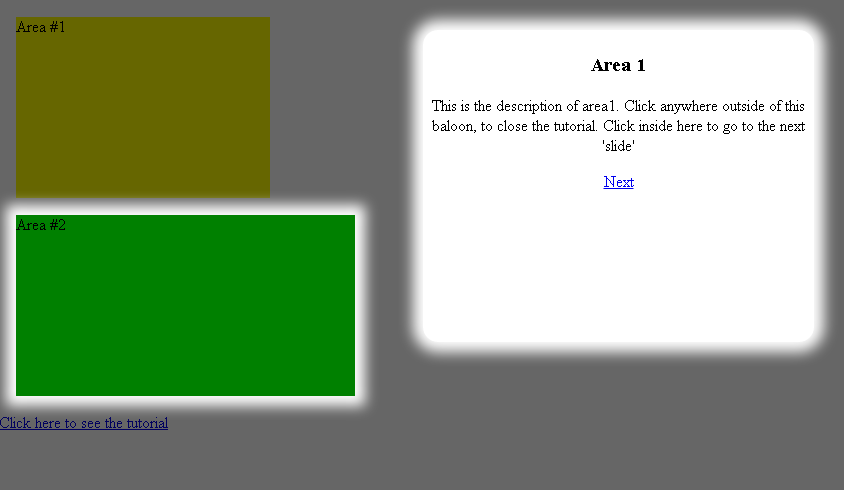 Area #1
Area #2
Click here to see the tutorial
Area 1
This is the description of area1. Click anywhere outside of this
baloon, to close the tutorial. Click inside here to go to the next
'slide'
Next